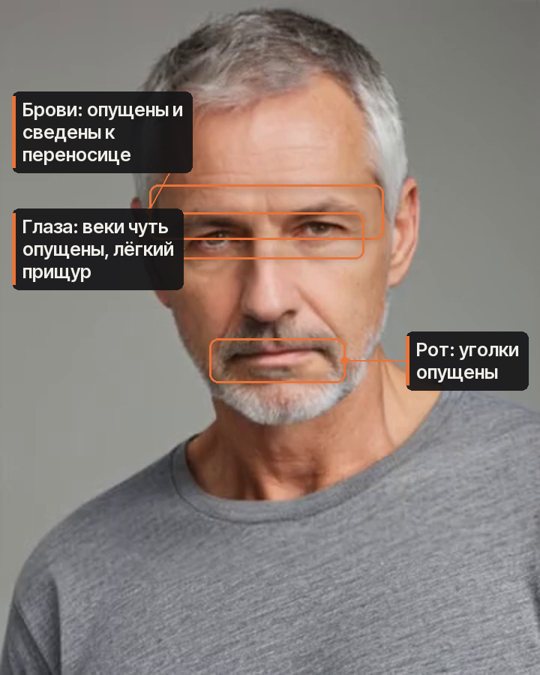 Брови: опущены и
сведены к
переносице
Глаза: веки чуть
опущены, лёгкий
прищур
Рот: уголки
опущены